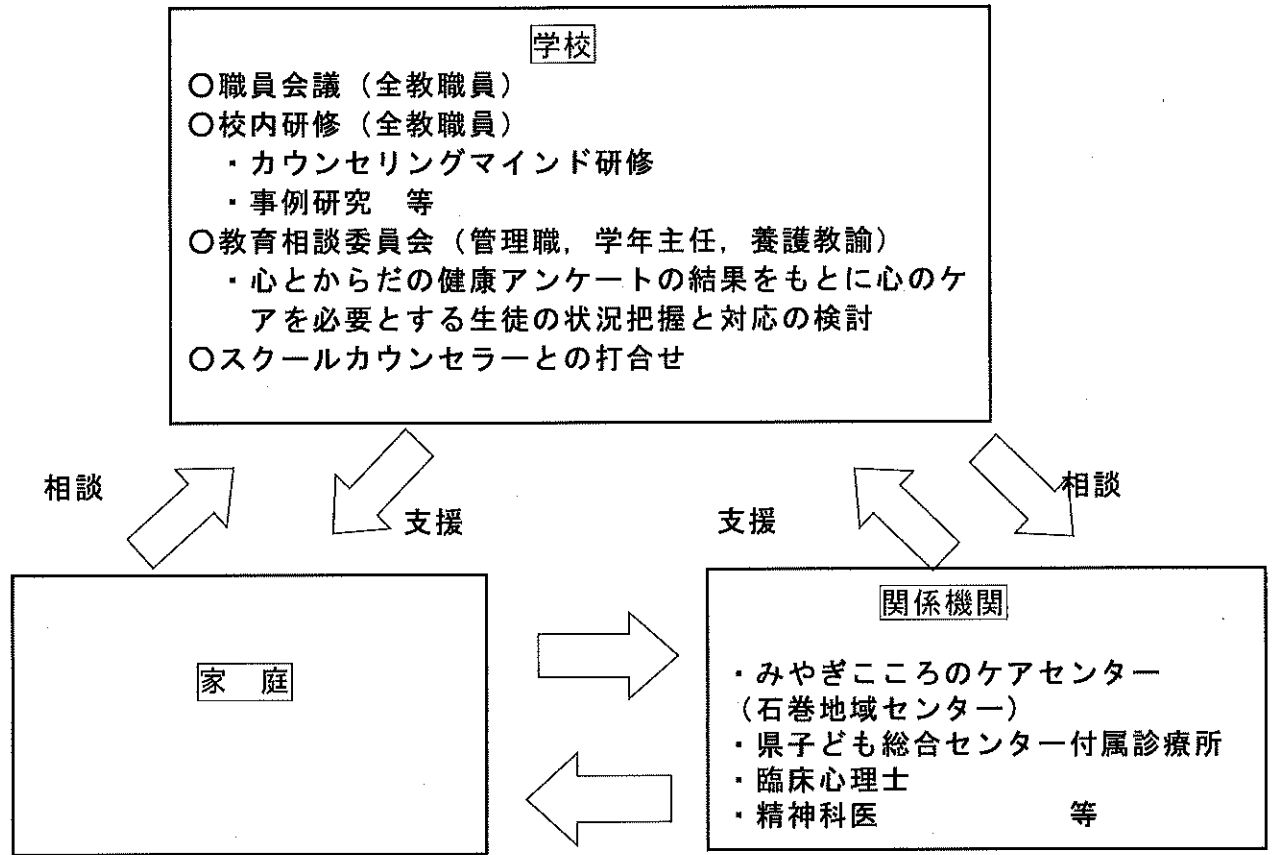 学校
○職員会議（全教職員）
○校内研修（全教職員）
・カウンセリングマインド研修
・事例研究　等
○教育相談委員会（管理職，学年主任，養護教諭）
・心とからだの健康アンケートの結果をもとに心のケ
アを必要とする生徒の状況把握と対応の検討
○スクールカウンセラーとの打合せ
相談
支援
支援
相談
家　庭
関係機関
・みやぎこころのケアセンター
（石巻地域センター）
・県子ども総合センター付属診療所
・臨床心理士
・精神科医　　　　　　等